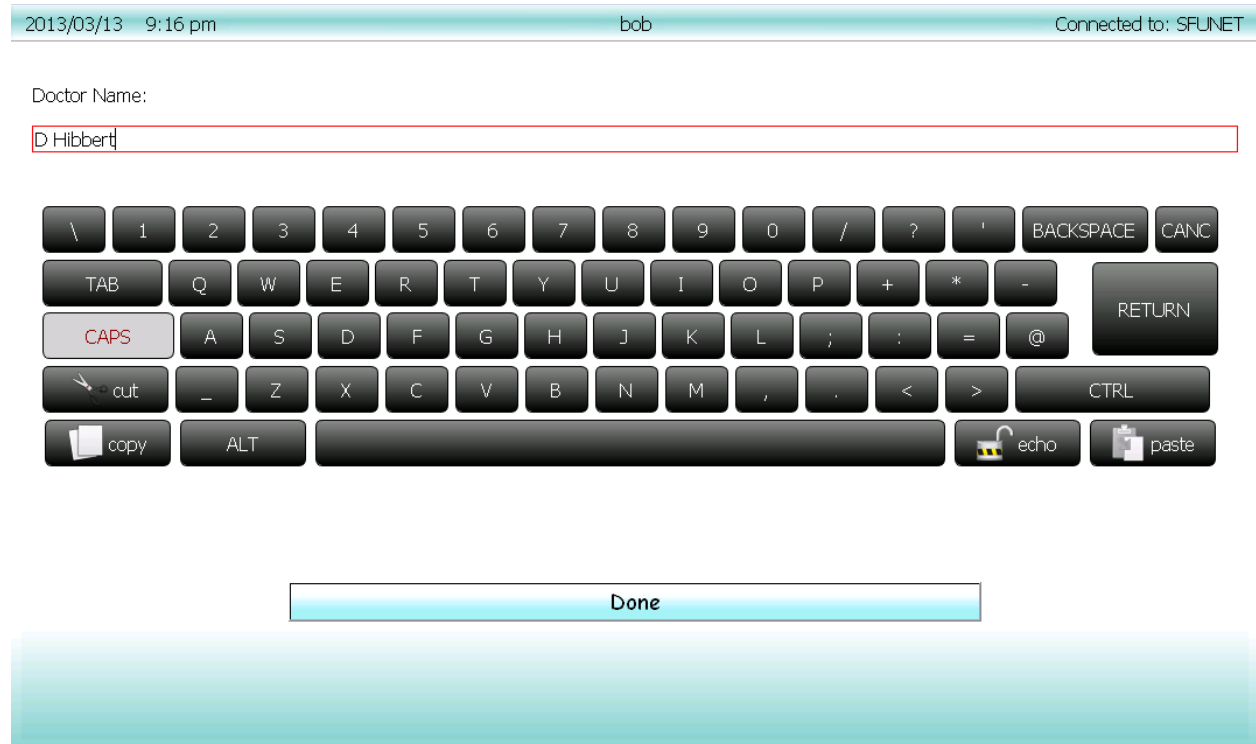 2013/03/13 9:16 pm bob Connected to: SFUNET
Doctor Name:
D Hibbert
\ 1 2 3 4 5 6 7 8 9 0 / ? ' BACKSPACE CANC
TAB Q W E R T Y U I O P + * - RETURN
CAPS A S D F G H J K L ; : = @
cut _ Z X C V B N M , . < > CTRL
copy ALT echo paste
Done